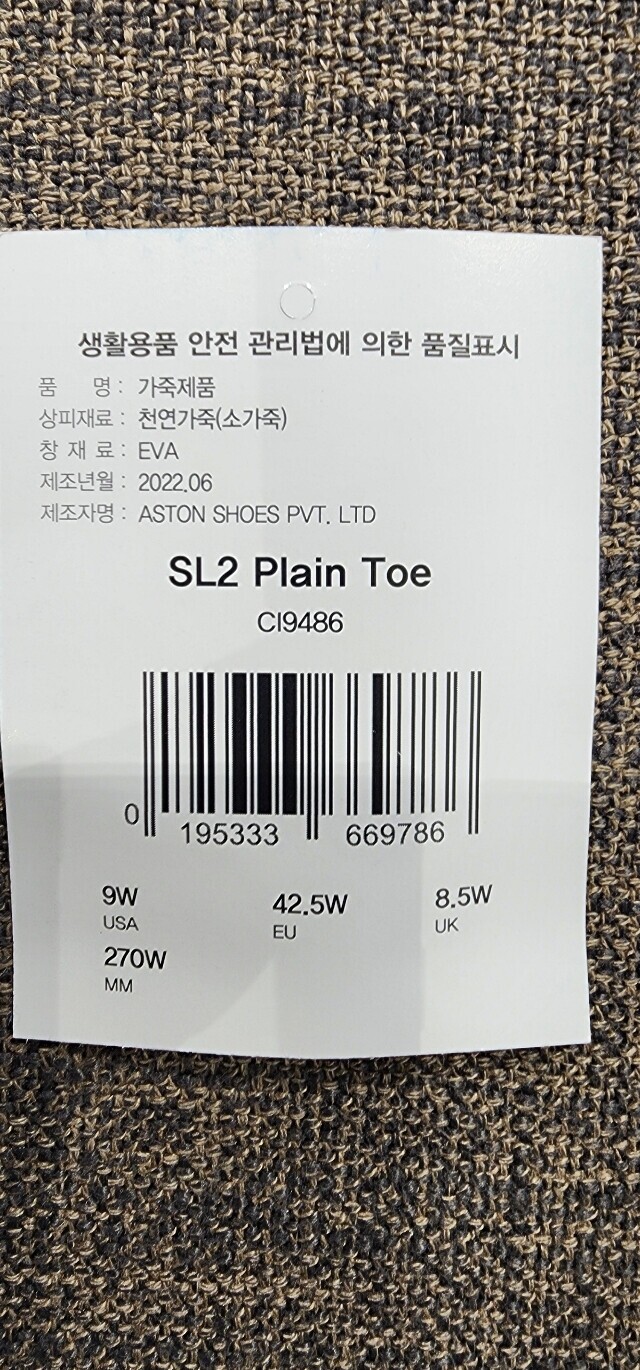 생활용품 안전 관리법에 의한 품질표시
품 명 : 가죽제품
상피재료 : 천연가죽(소가죽)
창 재 료 : EVA
제조년월 : 2022.06
제조자명 : ASTON SHOES PVT. LTD
SL2 Plain Toe
CI9486
0 195333 669786
9W 42.5W 8.5W
USA EU UK
270W
MM